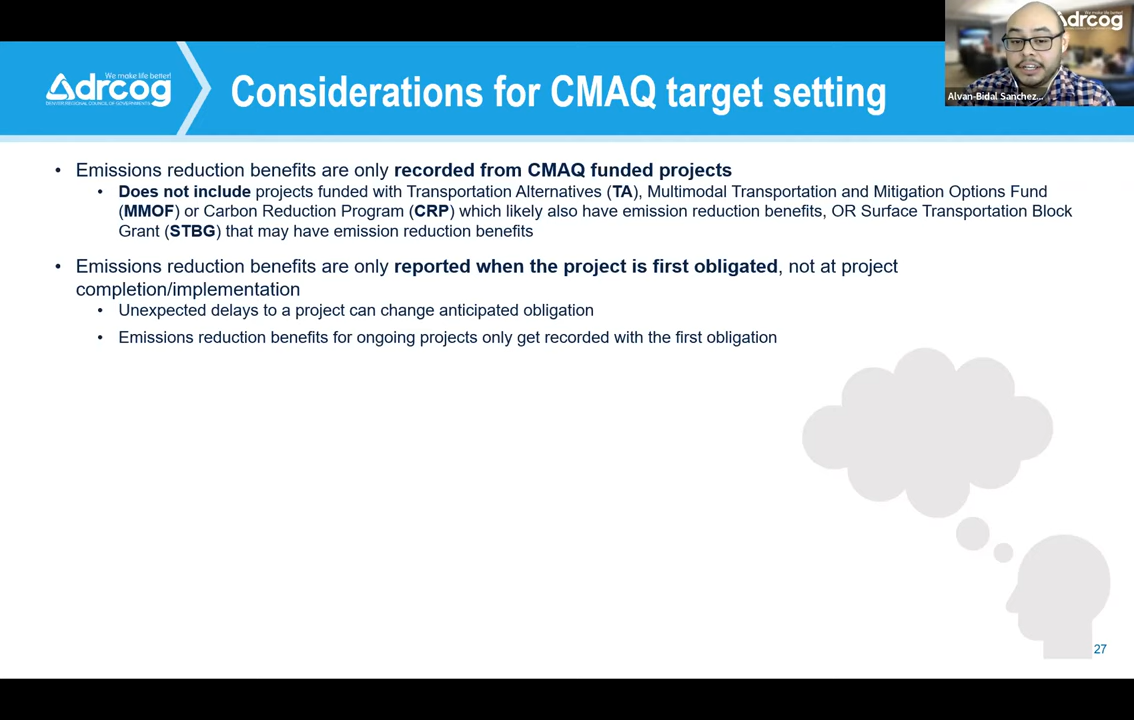 We make life better!
drcog
DENVER REGIONAL COUNCIL OF GOVERNMENTS
Considerations for CMAQ target setting
We make life better!
drcog
Alvan-Bidal Sanchez...
• Emissions reduction benefits are only recorded from CMAQ funded projects
• Does not include projects funded with Transportation Alternatives (TA), Multimodal Transportation and Mitigation Options Fund
(MMOF) or Carbon Reduction Program (CRP) which likely also have emission reduction benefits, OR Surface Transportation Block
Grant (STBG) that may have emission reduction benefits
• Emissions reduction benefits are only reported when the project is first obligated, not at project
completion/implementation
• Unexpected delays to a project can change anticipated obligation
• Emissions reduction benefits for ongoing projects only get recorded with the first obligation
27